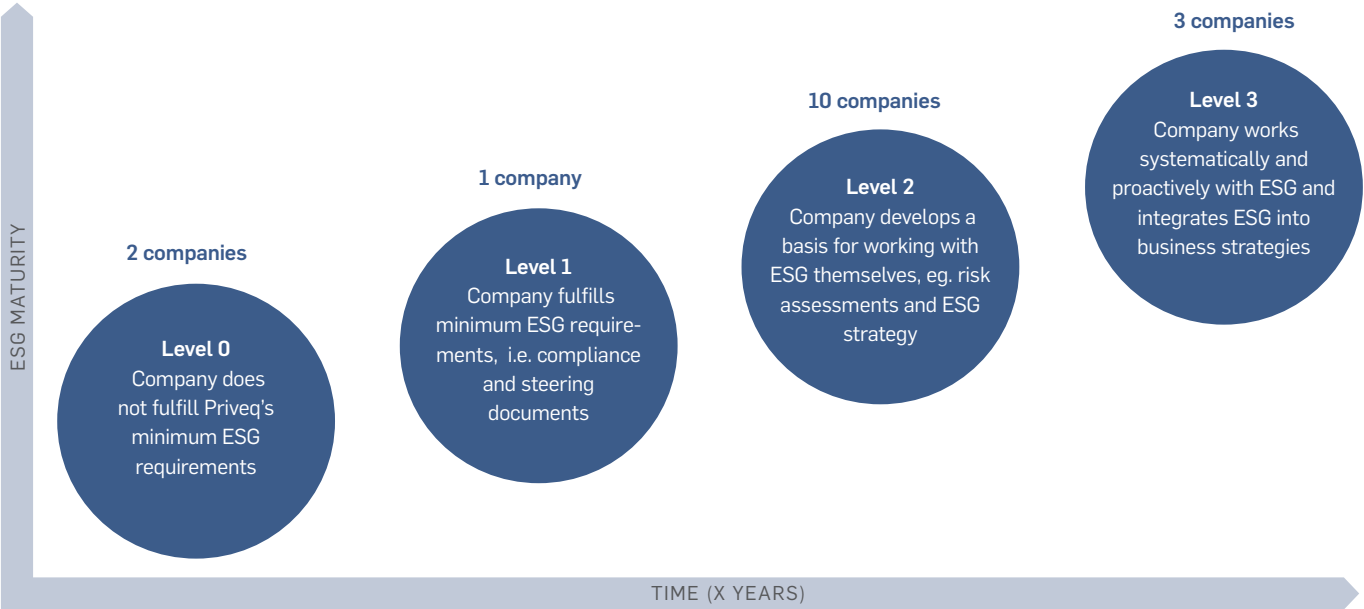 3 companies
Level 3
Company works
systematically and
proactively with ESG and
integrates ESG into
business strategies
10 companies
Level 2
Company develops a
basis for working with
ESG themselves, eg. risk
assessments and ESG
strategy
1 company
Level 1
Company fulfills
minimum ESG require-
ments, i.e. compliance
and steering
documents
2 companies
Level 0
Company does
not fulfill Priveq's
minimum ESG
requirements
ESG MATURITY
TIME (X YEARS)